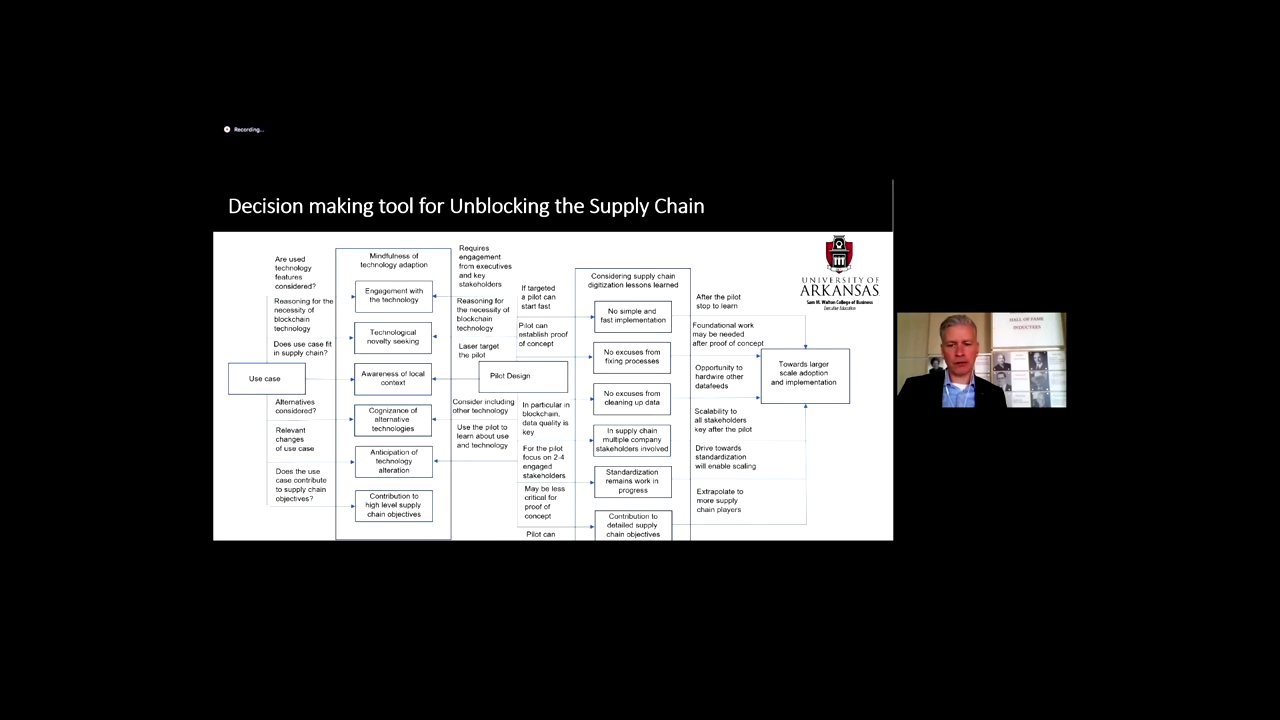 Recording...
Decision making tool for Unblocking the Supply Chain
Are used
technology
features
considered?
Reasoning for the
necessity of
blockchain
technology
Does use case fit
in supply chain?
Use case
Alternatives
considered?
Relevant
changes
of use case
Does the use
case contribute
to supply chain
objectives?
Mindfulness of
technology adaption
Engagement with
the technology
Technological
novelty seeking
Awareness of local
context
Cognizance of
alternative
technologies
Anticipation of
technology
alteration
Contribution to
high level supply
chain objectives
Requires
engagement
from executives
and key
stakeholders
Reasoning for
the necessity of
blockchain
technology
Laser target
the pilot
Pilot Design
Consider including
other technology
Use the pilot to
learn about use
and technology
If targeted
a pilot can
start fast
Pilot can
establish proof
of concept
In particular in
blockchain,
data quality is
key
For the pilot
focus on 2-4
engaged
stakeholders
May be less
critical for
proof of
concept
Pilot can
Considering supply chain
digitization lessons learned
No simple and
fast implementation
No excuses from
fixing processes
No excuses from
cleaning up data
In supply chain
multiple company
stakeholders involved
Standardization
remains work in
progress
Contribution to
detailed supply
chain objectives
After the pilot
stop to learn
Foundational work
may be needed
after proof of concept
Opportunity to
hardwire other
datafeeds
Scalability to
all stakeholders
key after the pilot
Drive towards
standardization
will enable scaling
Extrapolate to
more supply
chain players
Towards larger
scale adoption
and implementation
UNIVERSITY OF
ARKANSAS
Sam M. Walton College of Business
Executive Education
HALL OF FAME
INDUCTEES